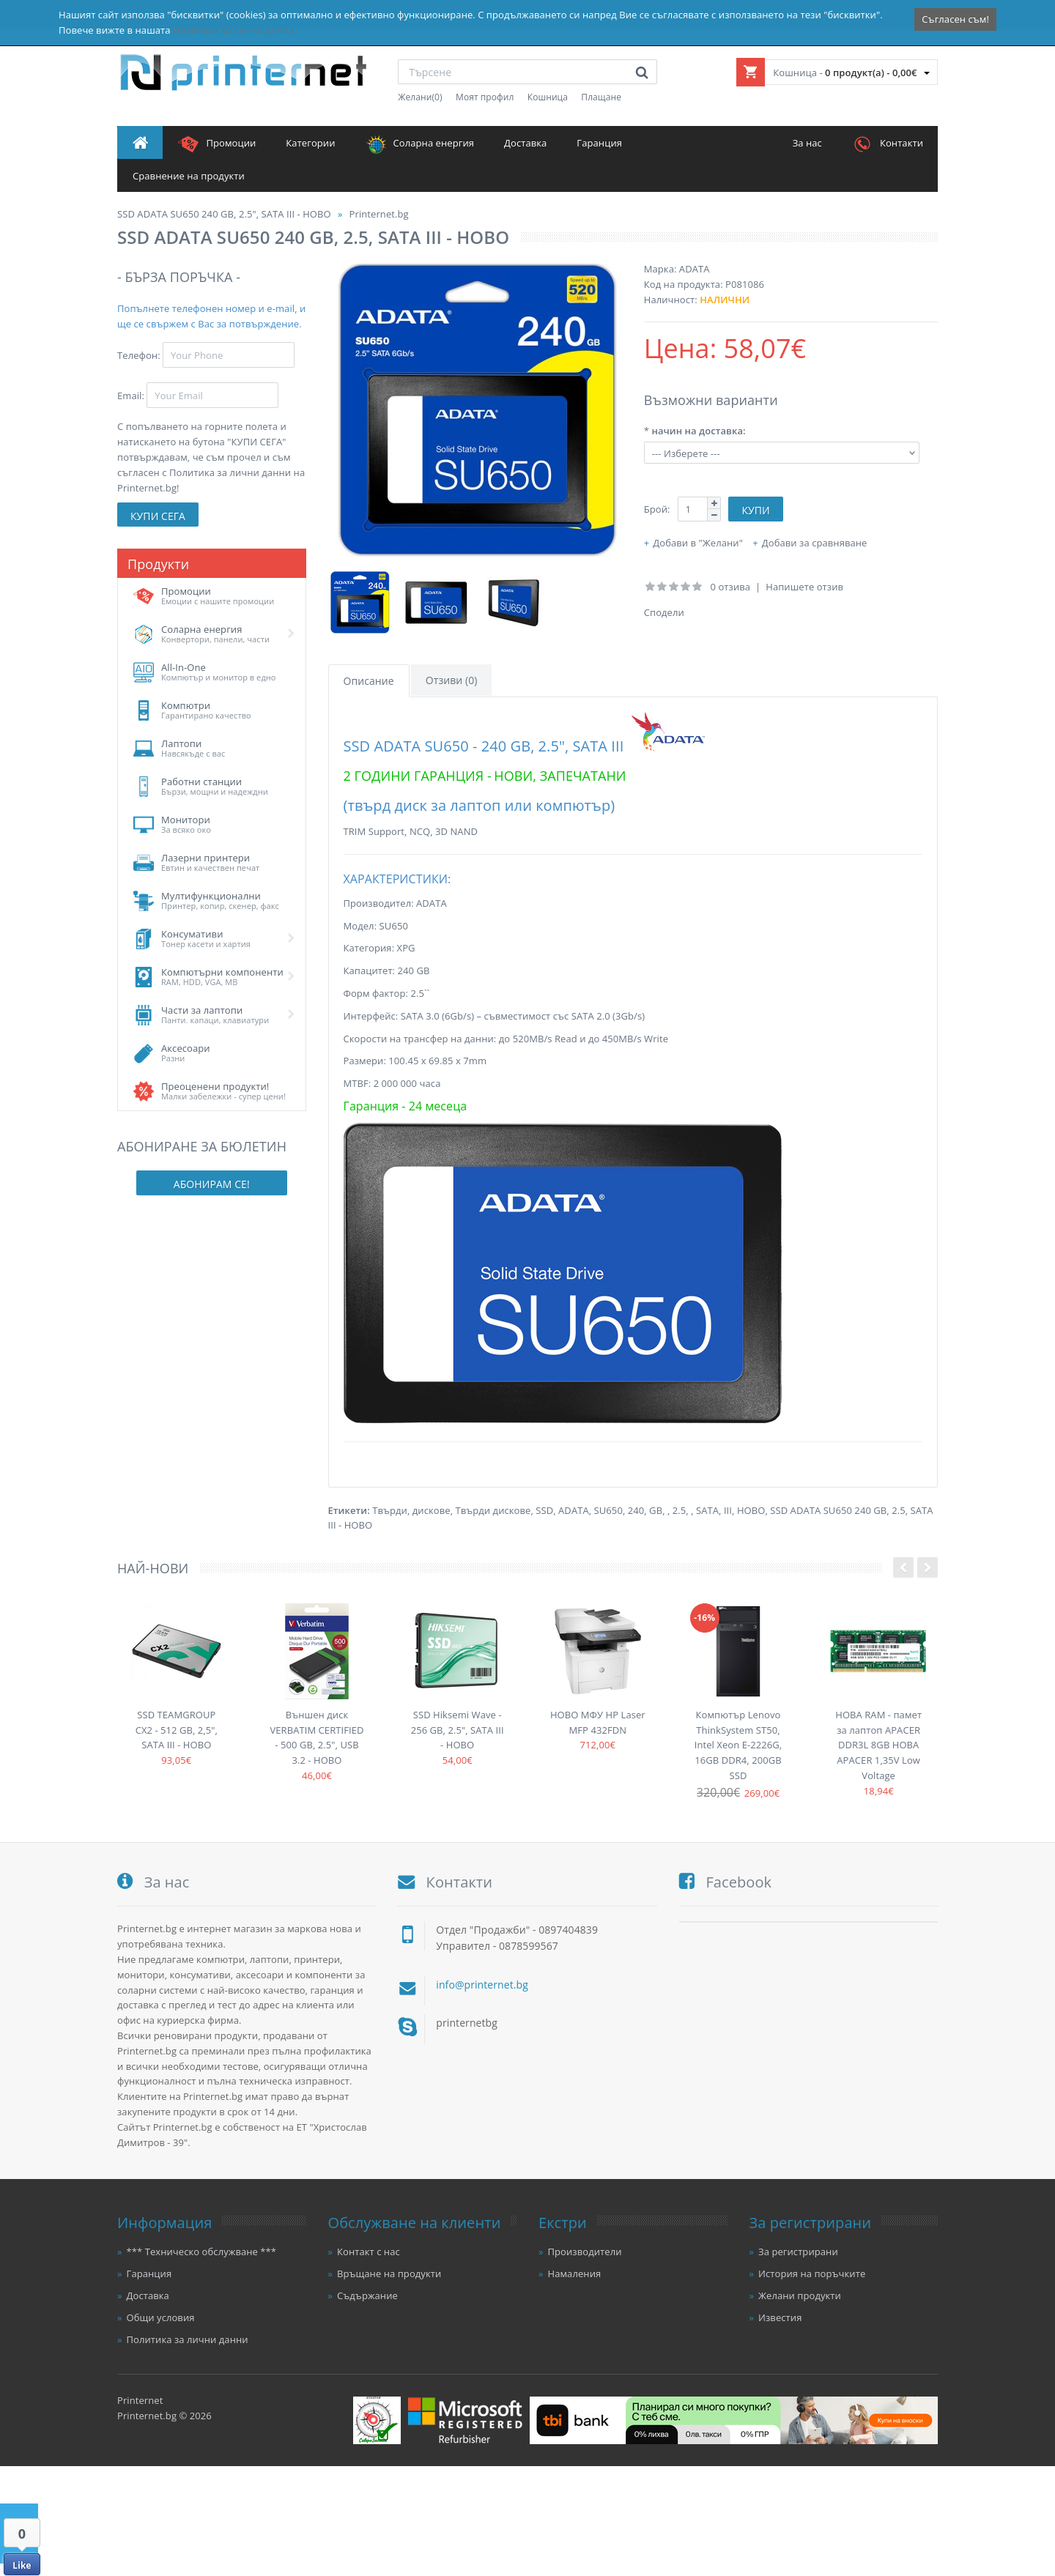 Нашият сайт използва "бисквитки" (cookies) за оптимално и ефективно функциониране. С продължаването си напред Вие се съгласявате с използването на тези "бисквитки".
Повече вижте в нашата
Съгласен съм!
printernet
Търсене
Желани(0) Моят профил Кошница Плащане
Кошница - 0 продукт(а) - 0,00€
Промоции Категории Соларна енергия Доставка Гаранция За нас Контакти
Сравнение на продукти
SSD ADATA SU650 240 GB, 2.5", SATA III - НОВО » Printernet.bg
SSD ADATA SU650 240 GB, 2.5, SATA III - НОВО
- БЪРЗА ПОРЪЧКА -
Попълнете телефонен номер и e-mail, и
ще се свържем с Вас за потвърждение.
Телефон: Your Phone
Email: Your Email
С попълването на горните полета и
натискането на бутона "КУПИ СЕГА"
потвърждавам, че съм прочел и съм
съгласен с Политика за лични данни на
Printernet.bg!
КУПИ СЕГА
Speed up to
520
MB/s
ADATA
240GB
SU650
2.5" SATA 6Gb/s
ADATA
Solid State Drive
SU650
Марка: ADATA
Код на продукта: P081086
Наличност: НАЛИЧНИ
Цена: 58,07€
Възможни варианти
* начин на доставка:
--- Изберете ---
Брой: 1 КУПИ
+ Добави в "Желани" + Добави за сравняване
0 отзива | Напишете отзив
Сподели
Продукти
Промоции
Емоции с нашите промоции
Соларна енергия
Конвертори, панели, части
All-In-One
Компютър и монитор в едно
Компютри
Гарантирано качество
Лаптопи
Навсякъде с вас
Работни станции
Бързи, мощни и надеждни
Монитори
За всяко око
Лазерни принтери
Евтин и качествен печат
Мултифункционални
Принтер, копир, скенер, факс
Консумативи
Тонер касети и хартия
Компютърни компоненти
RAM, HDD, VGA, MB
Части за лаптопи
Панти. капаци, клавиатури
Аксесоари
Разни
Преоценени продукти!
Малки забележки - супер цени!
АБОНИРАНЕ ЗА БЮЛЕТИН
АБОНИРАМ СЕ!
Описание Отзиви (0)
SSD ADATA SU650 - 240 GB, 2.5", SATA III ADATA
2 ГОДИНИ ГАРАНЦИЯ - НОВИ, ЗАПЕЧАТАНИ
(твърд диск за лаптоп или компютър)
TRIM Support, NCQ, 3D NAND
ХАРАКТЕРИСТИКИ:
Производител: ADATA
Модел: SU650
Категория: XPG
Капацитет: 240 GB
Форм фактор: 2.5``
Интерфейс: SATA 3.0 (6Gb/s) – съвместимост със SATA 2.0 (3Gb/s)
Скорости на трансфер на данни: до 520MB/s Read и до 450MB/s Write
Размери: 100.45 x 69.85 x 7mm
MTBF: 2 000 000 часа
Гаранция - 24 месеца
ADATA
Solid State Drive
SU650
Етикети: Твърди, дискове, Твърди дискове, SSD, ADATA, SU650, 240, GB, , 2.5, , SATA, III, НОВО, SSD ADATA SU650 240 GB, 2.5, SATA
III - НОВО
НАЙ-НОВИ
SSD TEAMGROUP
CX2 - 512 GB, 2,5",
SATA III - НОВО
93,05€
Външен диск
VERBATIM CERTIFIED
- 500 GB, 2.5", USB
3.2 - НОВО
46,00€
SSD Hiksemi Wave -
256 GB, 2.5", SATA III
- НОВО
54,00€
НОВО МФУ HP Laser
MFP 432FDN
712,00€
-16%
Компютър Lenovo
ThinkSystem ST50,
Intel Xeon E-2226G,
16GB DDR4, 200GB
SSD
320,00€ 269,00€
НОВА RAM - памет
за лаптоп APACER
DDR3L 8GB НОВА
APACER 1,35V Low
Voltage
18,94€
За нас
Printernet.bg е интернет магазин за маркова нова и
употребявана техника.
Ние предлагаме компютри, лаптопи, принтери,
монитори, консумативи, аксесоари и компоненти за
соларни системи с най-високо качество, гаранция и
доставка с преглед и тест до адрес на клиента или
офис на куриерска фирма.
Всички реновирани продукти, продавани от
Printernet.bg са преминали през пълна профилактика
и всички необходими тестове, осигуряващи отлична
функционалност и пълна техническа изправност.
Клиентите на Printernet.bg имат право да върнат
закупените продукти в срок от 14 дни.
Сайтът Printernet.bg е собственост на ЕТ "Христослав
Димитров - 39".
Контакти
Отдел "Продажби" - 0897404839
Управител - 0878599567
info@printernet.bg
printernetbg
Facebook
Информация
» *** Техническо обслужване ***
» Гаранция
» Доставка
» Общи условия
» Политика за лични данни
Обслужване на клиенти
» Контакт с нас
» Връщане на продукти
» Съдържание
Екстри
» Производители
» Намаления
За регистрирани
» За регистрирани
» История на поръчките
» Желани продукти
» Известия
Printernet
Printernet.bg © 2026
Microsoft
REGISTERED
Refurbisher
tbi bank
Планирал си много покупки?
С теб сме.
0% лихва 0лв. такси 0% ГПР
Купи на вноски
0
Like